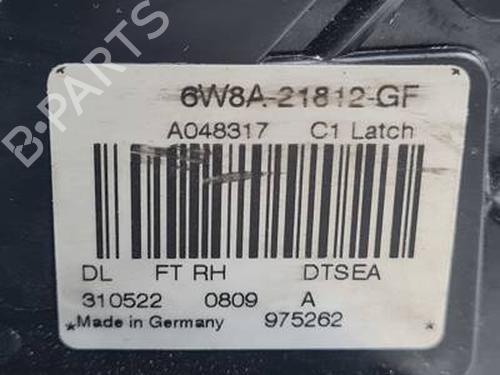 B-PARTS
6W8A-21812-GF
A048317 C1 Latch
DL FT RH DTSEA
310522 0809 A
* Made in Germany 975262 *